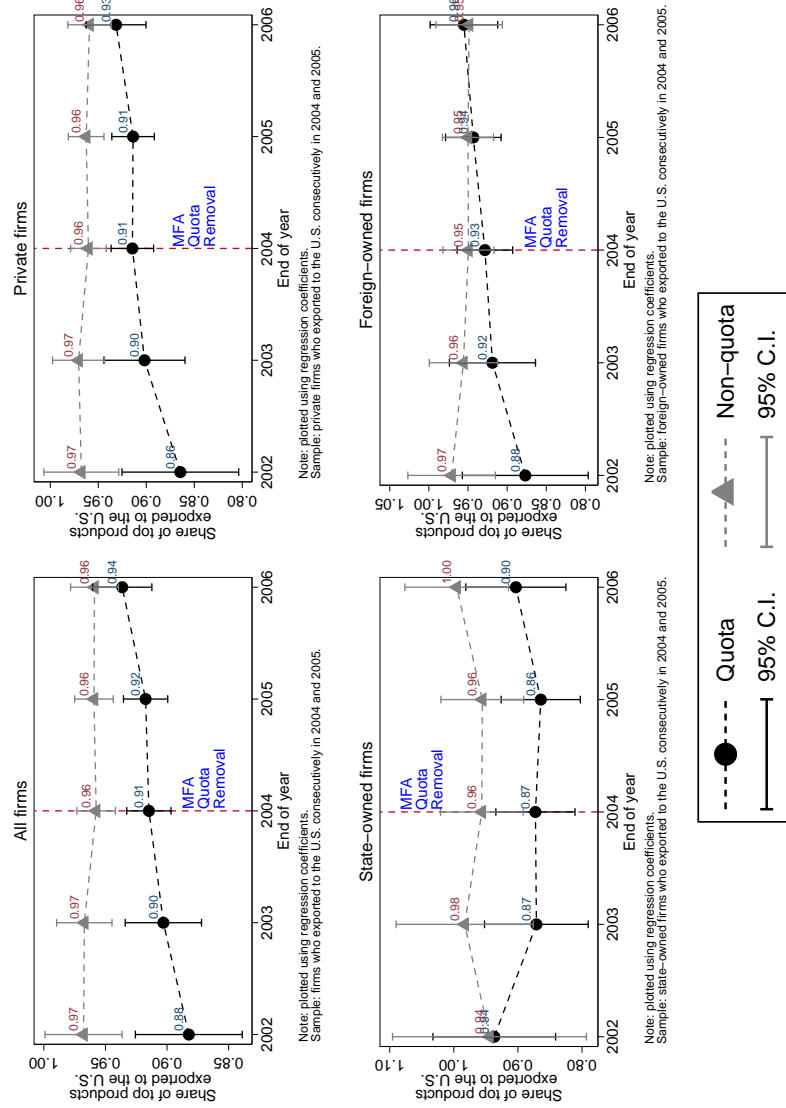 All firms
Share of top products
exported to the U.S.
1.00
0.95
0.90
0.85
0.97
0.97
0.96
0.96
0.96
0.88
0.90
0.91
0.92
0.94
MFA
Quota
Removal
2002
2003
2004
2005
2006
End of year
Note: plotted using regression coefficients.
Sample: firms who exported to the U.S. consecutively in 2004 and 2005.
Private firms
Share of top products
exported to the U.S.
1.00
0.95
0.90
0.85
0.80
0.97
0.97
0.96
0.96
0.96
0.86
0.90
0.91
0.91
0.93
MFA
Quota
Removal
2002
2003
2004
2005
2006
End of year
Note: plotted using regression coefficients.
Sample: private firms who exported to the U.S. consecutively in 2004 and 2005.
State−owned firms
Share of top products
exported to the U.S.
1.10
1.00
0.90
0.80
0.94
0.98
0.96
0.96
1.00
0.94
0.87
0.87
0.86
0.90
MFA
Quota
Removal
2002
2003
2004
2005
2006
End of year
Note: plotted using regression coefficients.
Sample: state−owned firms who exported to the U.S. consecutively in 2004 and 2005.
Foreign−owned firms
Share of top products
exported to the U.S.
1.05
1.00
0.95
0.90
0.85
0.80
0.97
0.96
0.95
0.95
0.95
0.88
0.92
0.93
0.94
MFA
Quota
Removal
2002
2003
2004
2005
2006
End of year
Note: plotted using regression coefficients.
Sample: foreign−owned firms who exported to the U.S. consecutively in 2004 and 2005.
Quota
Non−quota
95% C.I.
95% C.I.